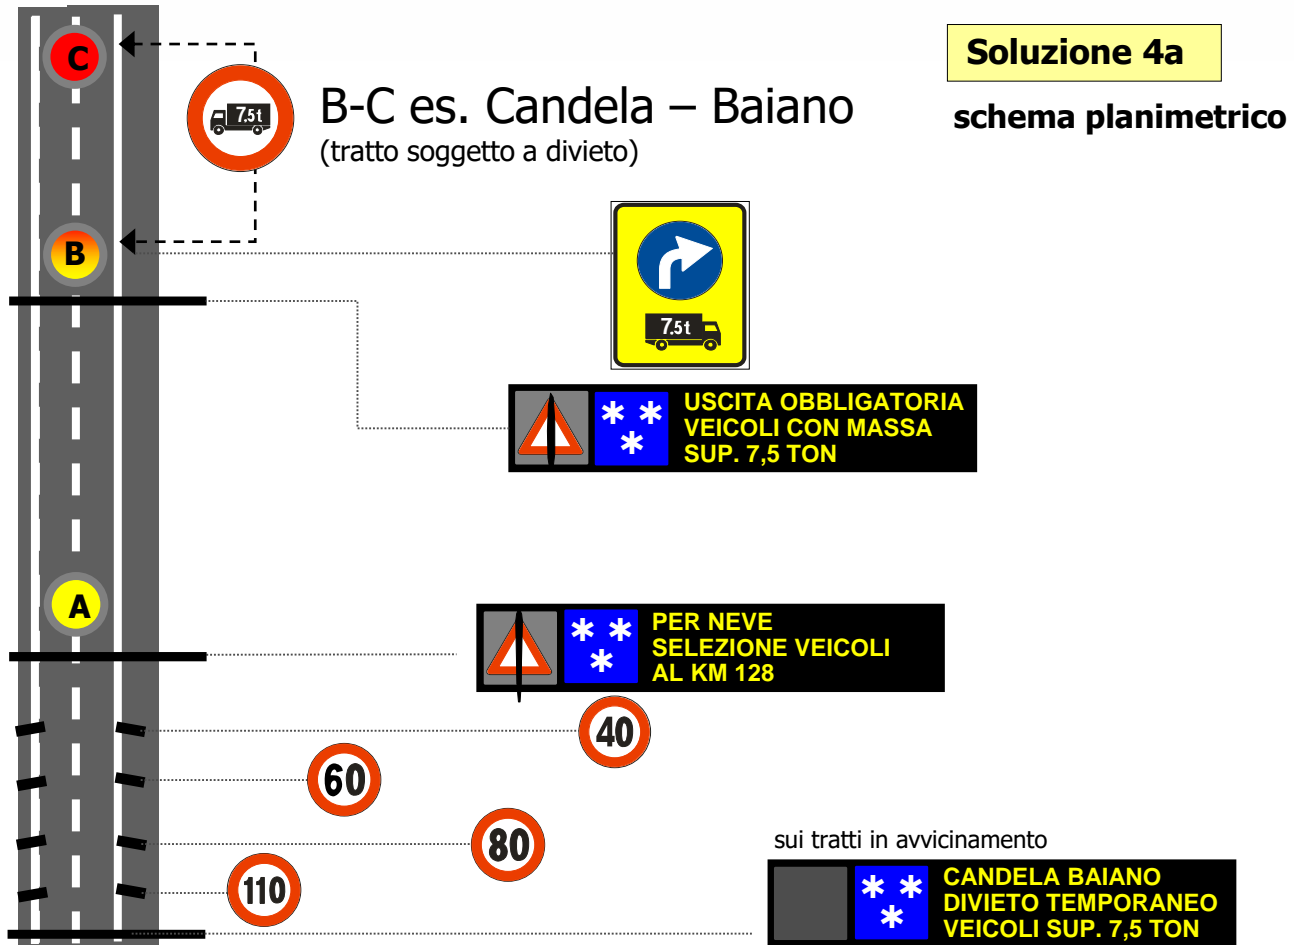 Soluzione 4a
schema planimetrico
C
7.5t
B-C es. Candela – Baiano
(tratto soggetto a divieto)
B
7.5t
USCITA OBBLIGATORIA
VEICOLI CON MASSA
SUP. 7,5 TON
A
PER NEVE
SELEZIONE VEICOLI
AL KM 128
40
60
80
110
sui tratti in avvicinamento
CANDELA BAIANO
DIVIETO TEMPORANEO
VEICOLI SUP. 7,5 TON